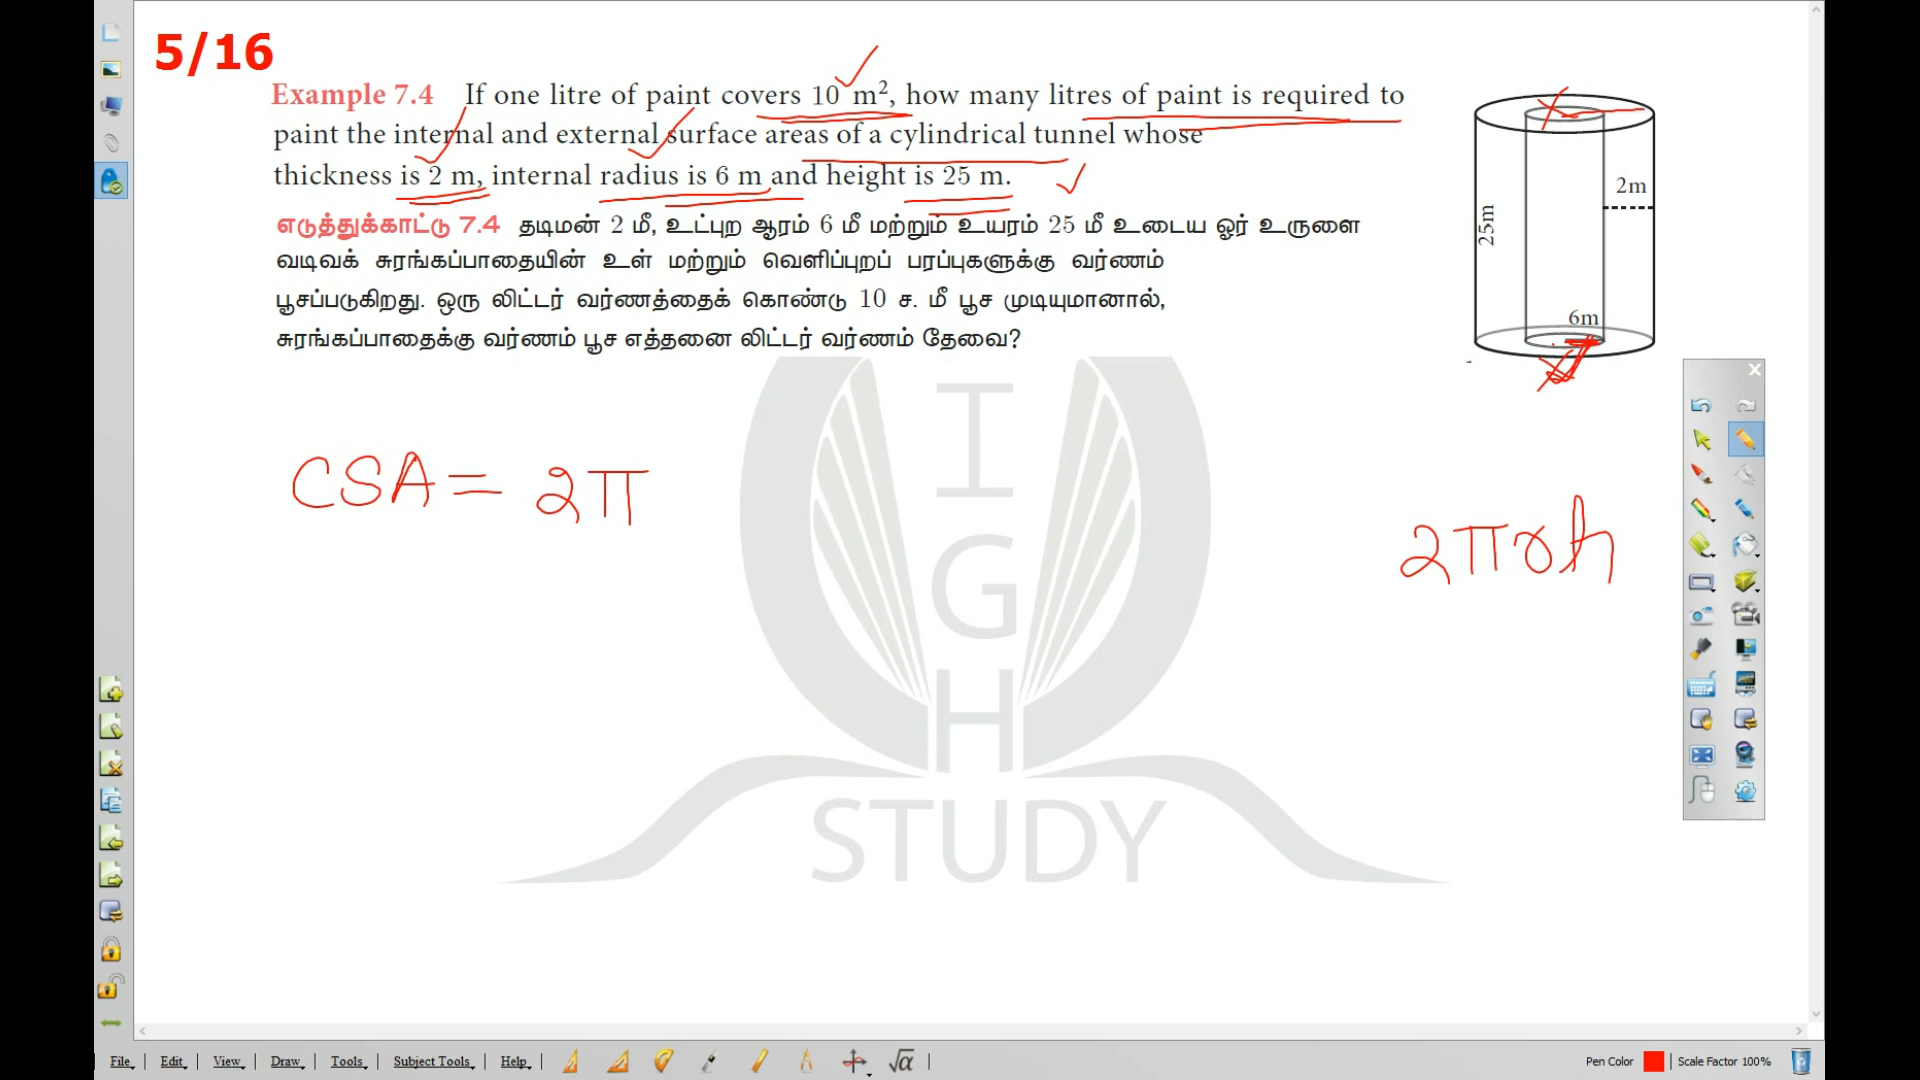 5/16
Example 7.4 If one litre of paint covers 10 m², how many litres of paint is required to
paint the internal and external surface areas of a cylindrical tunnel whose
thickness is 2 m, internal radius is 6 m and height is 25 m.
எடுத்துக்காட்டு 7.4 தடிமன் 2 மீ, உட்புற ஆரம் 6 மீ மற்றும் உயரம் 25 மீ உடைய ஓர் உருளை
வடிவக் சுரங்கப்பாதையின் உள் மற்றும் வெளிப்புறப் பரப்புகளுக்கு வர்ணம்
பூசப்படுகிறது. ஒரு லிட்டர் வர்ணத்தைக் கொண்டு 10 ச. மீ பூச முடியுமானால்,
சுரங்கப்பாதைக்கு வர்ணம் பூச எத்தனை லிட்டர் வர்ணம் தேவை?
2m
25m
6m
CSA = 2π
2πrh
IGH
STUDY
File Edit View Draw Tools Subject Tools Help
√α
Pen Color Scale Factor 100%